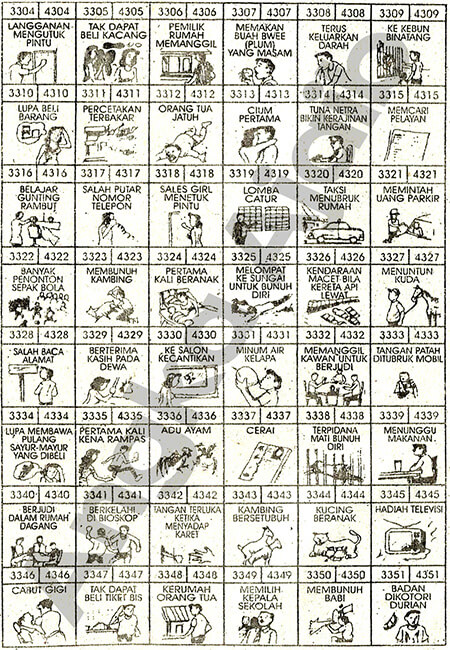 3304 4304
LANGGANAN
MENGUTUK
PINTU
3305 4305
TAK DAPAT
BELI KACANG
3306 4306
PEMILIK
RUMAH
MEMANGGIL
3307 4307
MEMAKAN
BUAH BWEE
(PLUM)
YANG MASAM
3308 4308
TERUS
KELUARKAN
DARAH
3309 4309
KE KEBUN
BINATANG
3310 4310
LUPA BELI
BARANG
3311 4311
PERCETAKAN
TERBAKAR
3312 4312
ORANG TUA
JATUH
3313 4313
CIUM
PERTAMA
3314 4314
TUNA NETRA
BIKIN KERAJINAN
TANGAN
3315 4315
MENCARI
PELAYAN
3316 4316
BELAJAR
GUNTING
RAMBUT
3317 4317
SALAH PUTAR
NOMOR
TELEPON
3318 4318
SALES GIRL
MENETUK
PINTU
3319 4319
LOMBA
CATUR
3320 4320
TAKSI
MENUBRUK
RUMAH
3321 4321
MEMINTAH
UANG PARKIR
3322 4322
BANYAK
PENONTON
SEPAK BOLA
3323 4323
MEMBUNUH
KAMBING
3324 4324
PERTAMA
KALI BERANAK
3325 4325
MELOMPAT
KE SUNGAI
UNTUK BUNUH
DIRI
3326 4326
KENDARAAN
MACET BILA
KERETA API
LEWAT
3327 4327
MENUNTUN
KUDA
3328 4328
SALAH BACA
ALAMAT
3329 4329
BERTERIMA
KASIH PADA
DEWA
3330 4330
KE SALON
KECANTIKAN
3331 4331
MINUM AIR
KELAPA
3332 4332
MEMANGGIL
KAWAN UNTUK
BERJUDI
3333 4333
TANGAN PATAH
DITUBRUK MOBIL
3334 4334
LUPA MEMBAWA
PULANG
SAYUR-MAYUR
YANG DIBELI
3335 4335
PERTAMA KALI
KENA RAMPAS
3336 4336
ADU AYAM
3337 4337
CERAI
3338 4338
TERPIDANA
MATI BUNUH
DIRI
3339 4339
MENUNGGU
MAKANAN
3340 4340
BERJUDI
DALAM RUMAH
DAGANG
3341 4341
BERKELAHI
DI BIOSKOP
3342 4342
TANGAN TERLUKA
KETIKA
MENYADAP
KARET
3343 4343
KAMBING
BERSETUBUH
3344 4344
KUCING
BERANAK
3345 4345
HADIAH TELEVISI
3346 4346
CABUT GIGI
3347 4347
TAK DAPAT
BELI TIKET BIS
3348 4348
KERUMAH
ORANG TUA
3349 4349
MEMILIH
KEPALA
SEKOLAH
3350 4350
MEMBUNUH
BABI
3351 4351
BADAN
DIKOTORI
DURIAN